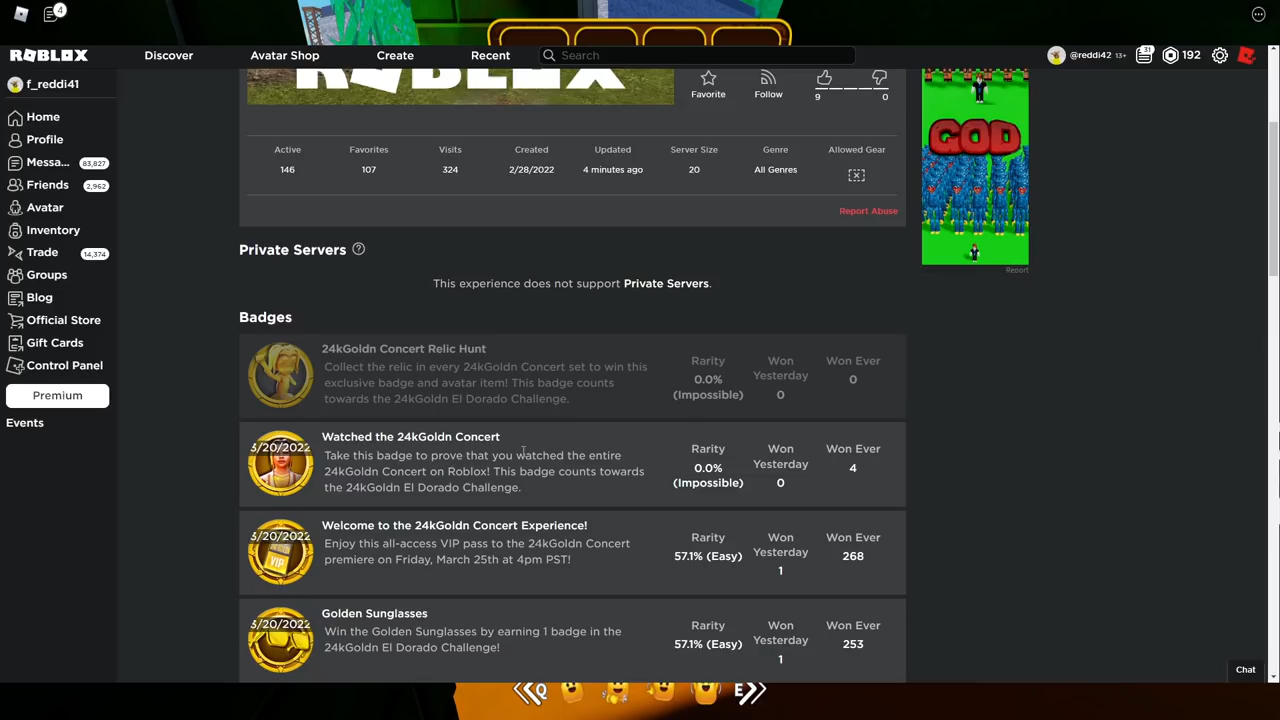 4
ROBLOX
Discover
Avatar Shop
Create
Recent
Search
@reddi42 13+
31
192
f_reddi41
Home
Profile
Messa... 83,827
Friends 2,962
Avatar
Inventory
Trade 14,374
Groups
Blog
Official Store
Gift Cards
Control Panel
Premium
Events
ROBLOX
Favorite
Follow
9
0
Active
Favorites
Visits
Created
Updated
Server Size
Genre
Allowed Gear
146
107
324
2/28/2022
4 minutes ago
20
All Genres
Report Abuse
GOD
Report
Private Servers ?
This experience does not support Private Servers.
Badges
24kGoldn Concert Relic Hunt
Collect the relic in every 24kGoldn Concert set to win this
exclusive badge and avatar item! This badge counts
towards the 24kGoldn El Dorado Challenge.
Rarity
0.0%
(Impossible)
Won
Yesterday
0
Won Ever
0
3/20/2022
Watched the 24kGoldn Concert
Take this badge to prove that you watched the entire
24kGoldn Concert on Roblox! This badge counts towards
the 24kGoldn El Dorado Challenge.
Rarity
0.0%
(Impossible)
Won
Yesterday
0
Won Ever
4
3/20/2022
VIP
Welcome to the 24kGoldn Concert Experience!
Enjoy this all-access VIP pass to the 24kGoldn Concert
premiere on Friday, March 25th at 4pm PST!
Rarity
57.1% (Easy)
Won
Yesterday
1
Won Ever
268
3/20/2022
Golden Sunglasses
Win the Golden Sunglasses by earning 1 badge in the
24kGoldn El Dorado Challenge!
Rarity
57.1% (Easy)
Won
Yesterday
1
Won Ever
253
Chat
Q
E